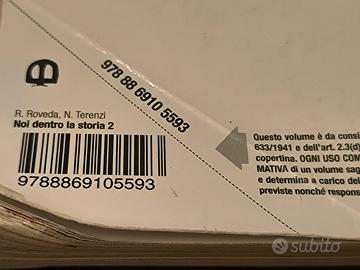 B
978 88 6910 5593
R. Roveda, N. Terenzi
Noi dentro la storia 2
9788869105593
Questo volume è da consi
633/1941 e dell'art. 2.3(d)
copertina. OGNI USO COM
MATIVA di un volume sag
e determina a carico del
previste nonché respons
subito